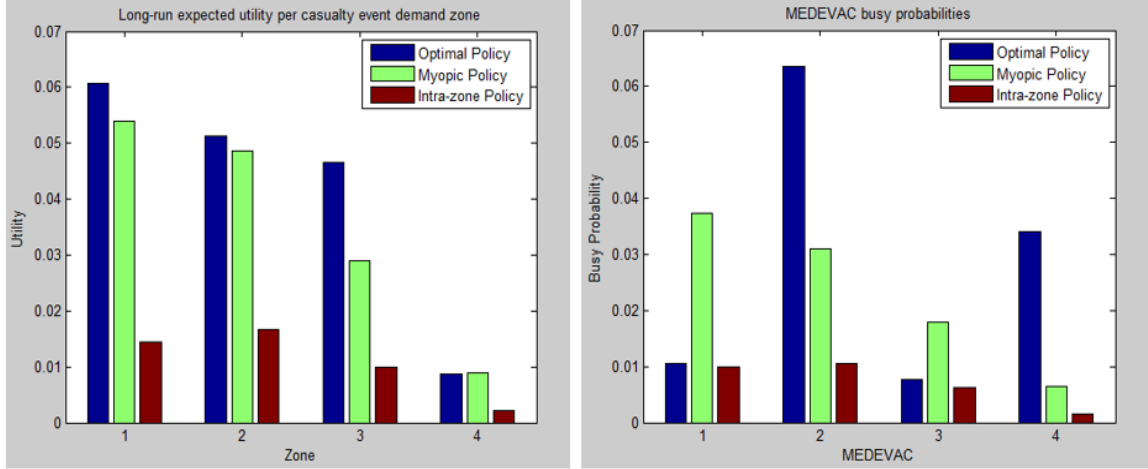 Long-run expected utility per casualty event demand zone
0.07
0.06
0.05
0.04
0.03
0.02
0.01
0
Utility
Optimal Policy
Myopic Policy
Intra-zone Policy
1 2 3 4
Zone
MEDEVAC busy probabilities
0.07
0.06
0.05
0.04
0.03
0.02
0.01
0
Busy Probability
Optimal Policy
Myopic Policy
Intra-zone Policy
1 2 3 4
MEDEVAC